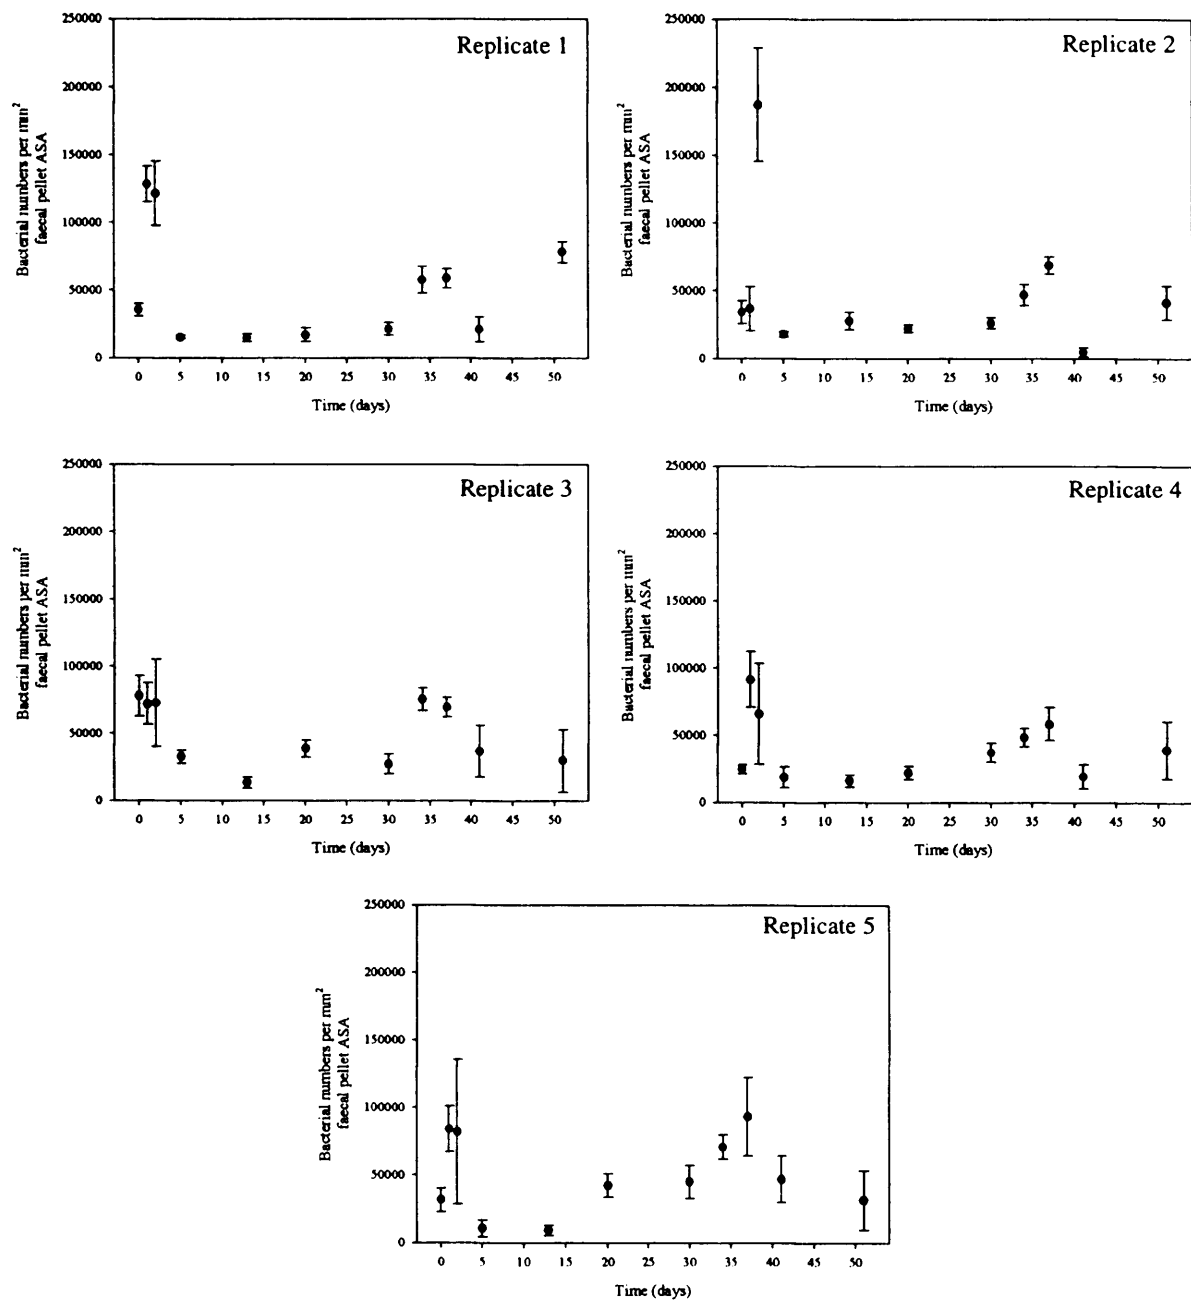 Replicate 1
Bacterial numbers per mm²
faecal pellet ASA
250000
200000
150000
100000
50000
0
0 5 10 15 20 25 30 35 40 45 50
Time (days)
Replicate 2
Bacterial numbers per mm²
faecal pellet ASA
250000
200000
150000
100000
50000
0
0 5 10 15 20 25 30 35 40 45 50
Time (days)
Replicate 3
Bacterial numbers per mm²
faecal pellet ASA
250000
200000
150000
100000
50000
0
0 5 10 15 20 25 30 35 40 45 50
Time (days)
Replicate 4
Bacterial numbers per mm²
faecal pellet ASA
250000
200000
150000
100000
50000
0
0 5 10 15 20 25 30 35 40 45 50
Time (days)
Replicate 5
Bacterial numbers per mm²
faecal pellet ASA
250000
200000
150000
100000
50000
0
0 5 10 15 20 25 30 35 40 45 50
Time (days)